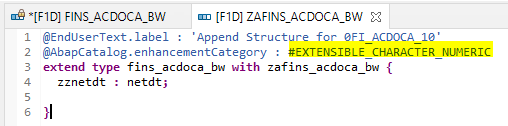 *[F1D] FINS_ACDOCA_BW [F1D] ZAFINS_ACDOCA_BW
1 @EndUserText.label : 'Append Structure for 0FI_ACDOCA_10'
2 @AbapCatalog.enhancementCategory : #EXTENSIBLE_CHARACTER_NUMERIC
3 extend type fins_acdoca_bw with zafins_acdoca_bw {
4 zznetdt : netdt;
5
6 }